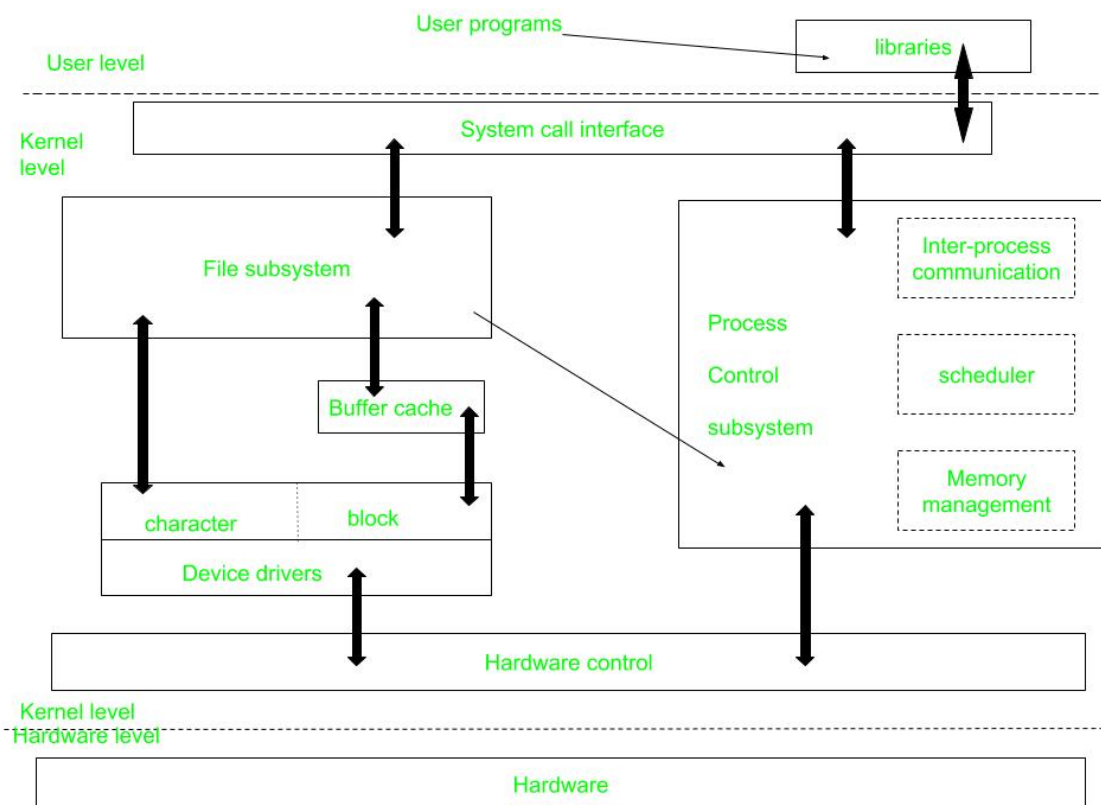 User programs
libraries
User level
System call interface
Kernel
level
File subsystem
Inter-process
communication
Process
Control
subsystem
scheduler
Buffer cache
Memory
management
character
block
Device drivers
Hardware control
Kernel level
Hardware level
Hardware